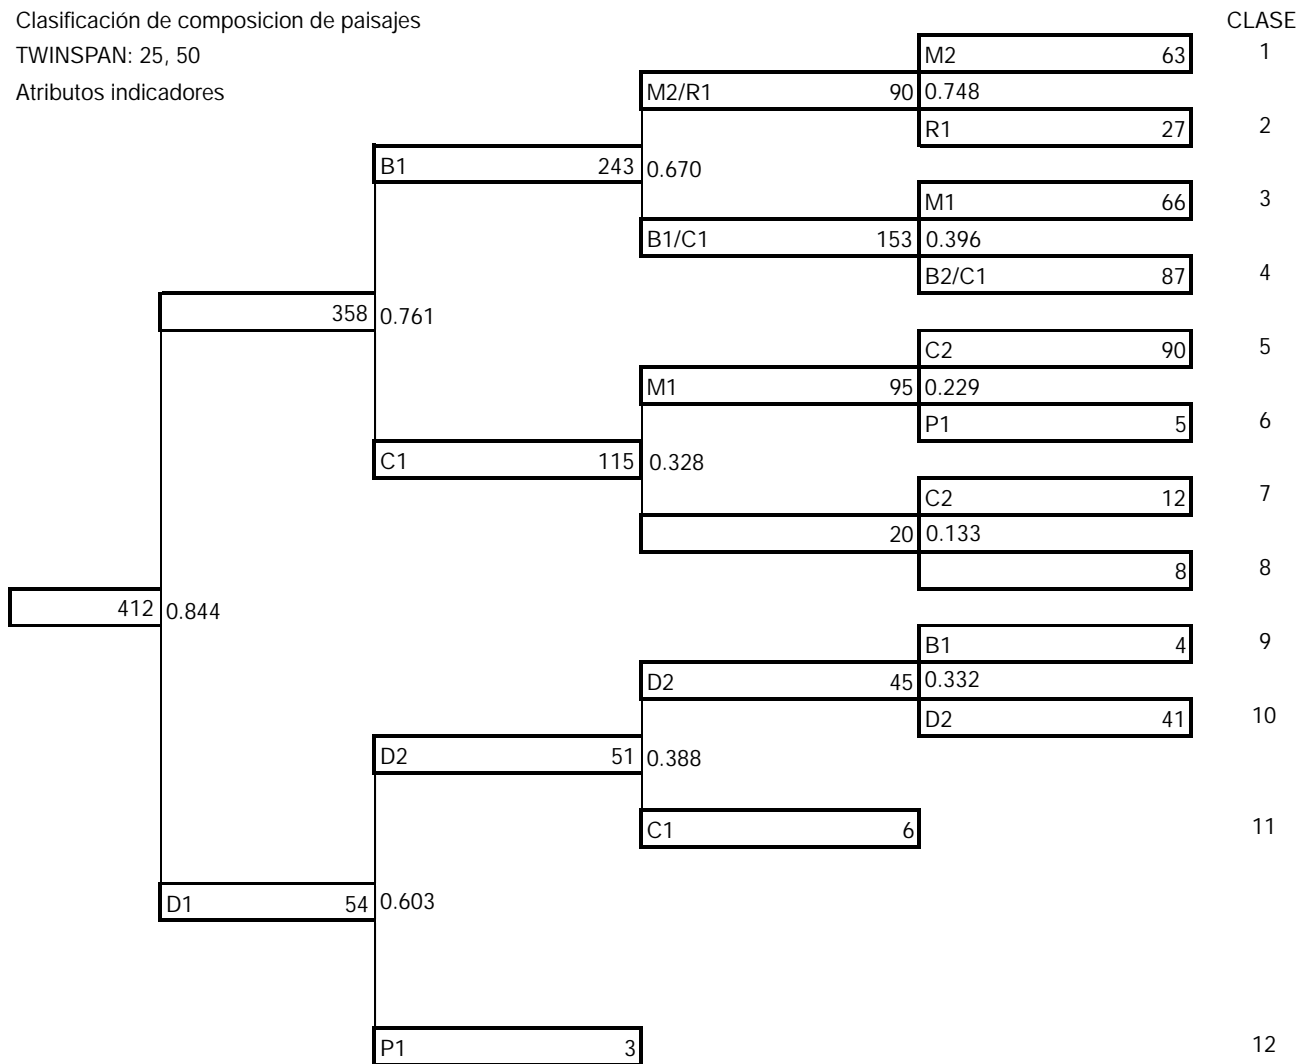 Clasificación de composicion de paisajes
CLASE
TWINSPAN: 25, 50
M2 63
1
Atributos indicadores
M2/R1 90
0.748
R1 27
2
B1 243
0.670
M1 66
3
B1/C1 153
0.396
B2/C1 87
4
358
0.761
C2 90
5
M1 95
0.229
P1 5
6
C1 115
0.328
C2 12
7
20
0.133
8
8
412
0.844
B1 4
9
D2 45
0.332
D2 41
10
D2 51
0.388
C1 6
11
D1 54
0.603
P1 3
12